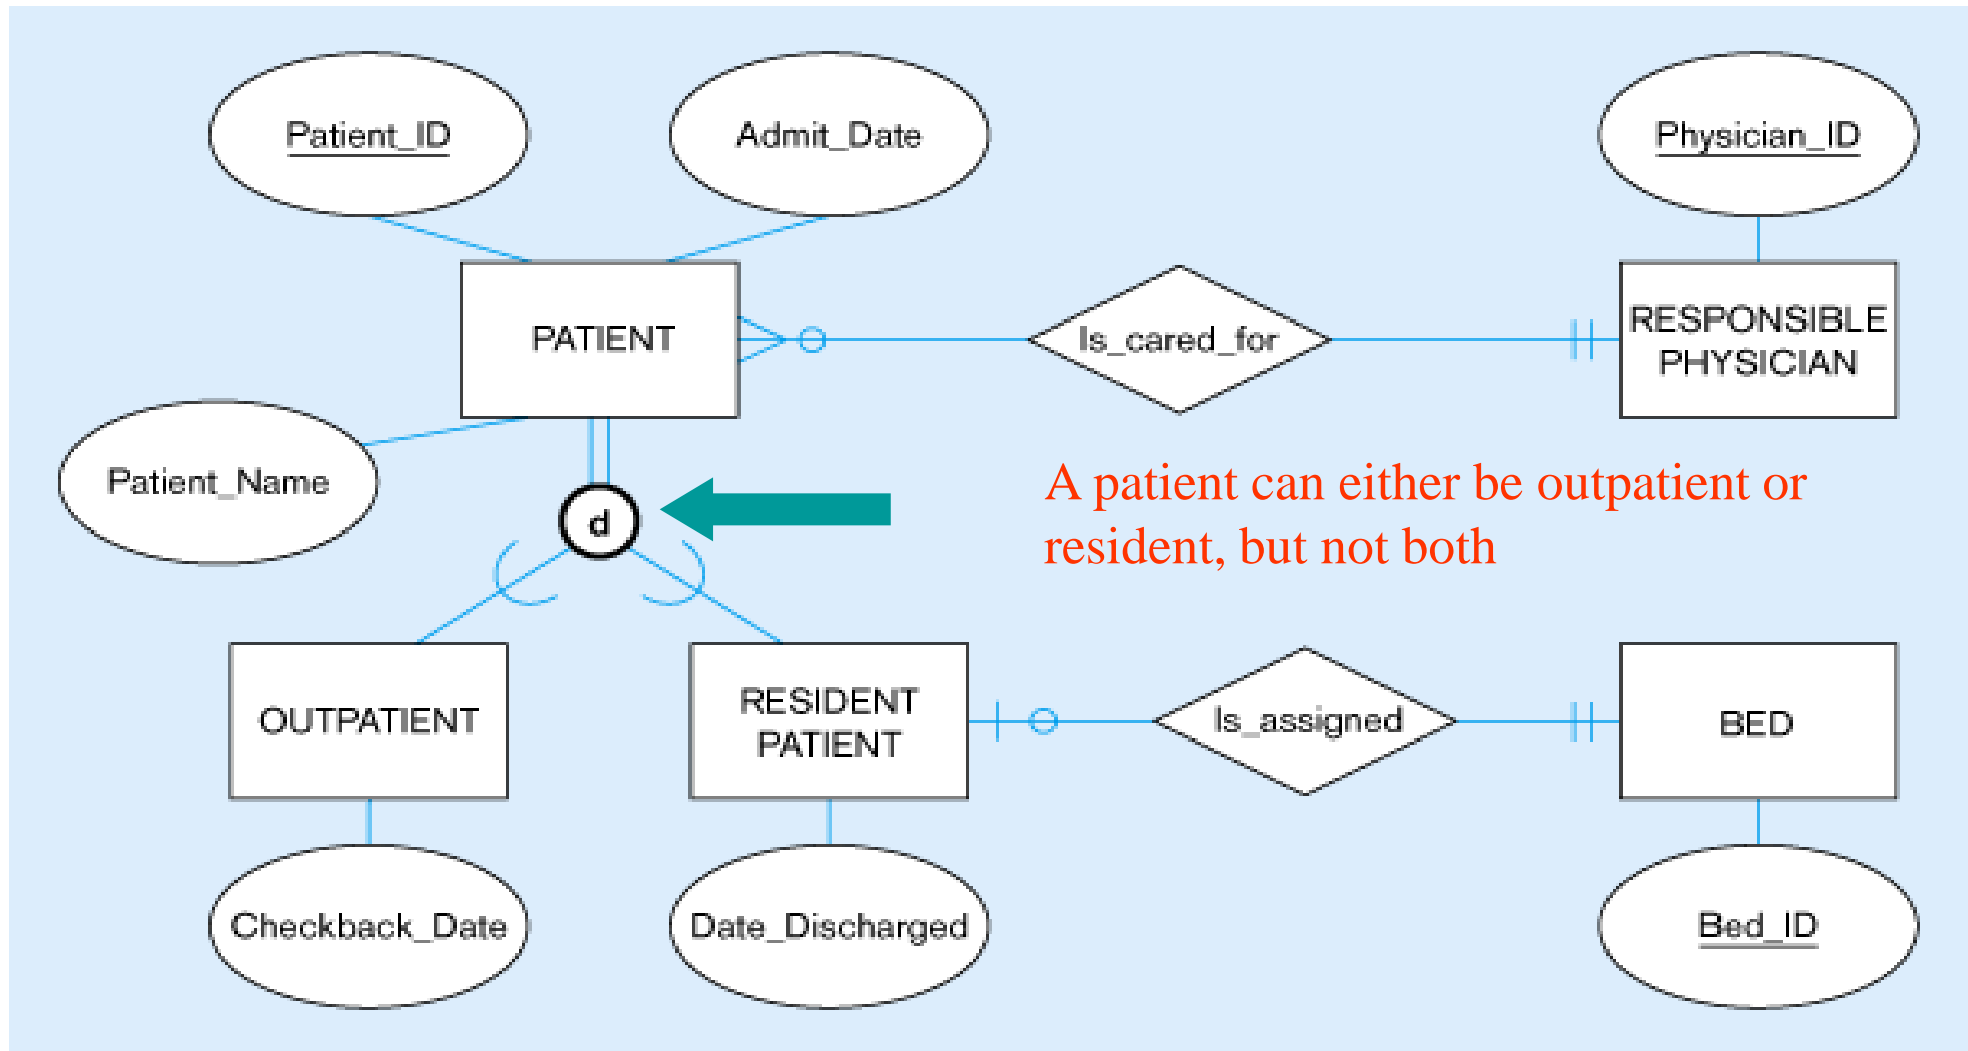 Patient_ID
Admit_Date
Physician_ID
PATIENT
Is_cared_for
RESPONSIBLE
PHYSICIAN
Patient_Name
d
A patient can either be outpatient or
resident, but not both
OUTPATIENT
RESIDENT
PATIENT
Is_assigned
BED
Checkback_Date
Date_Discharged
Bed_ID